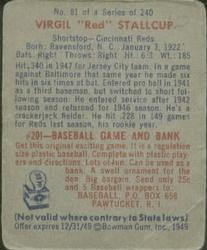 No. 81 of a Series of 240
VIRGIL "Red" STALLCUP
Shortstop—Cincinnati Reds
Born: Ravensford, N. C., January 3, 1922
Bats: Right Throws: Right Ht.: 6:3 Wt.: 185
Hit .340 in 1947 for Jersey City team. In a game
against Baltimore that same year he made six
hits in six times at bat. Entered pro ball in 1941
as a third baseman, but switched to short fol-
lowing season. He entered service after 1942
season and returned for 1946 season. He's a
crackerjack fielder. Hit .228 in 149 games
for Reds last season, his rookie year.
#201—BASEBALL GAME AND BANK
Get this original exciting game. It is a regulation
size plastic baseball. Complete with plastic play-
ers and directions. Lots of fun. Can be used as
a bank. A swell ornament for the
den. Big bargain. Send only 25c
and 5 Baseball wrappers to
BASEBALL, P.O. BOX 656
PAWTUCKET, R. I.
(Not valid where contrary to State laws)
Offer expires 12/31/49 ©Bowman Gum, Inc., 1949